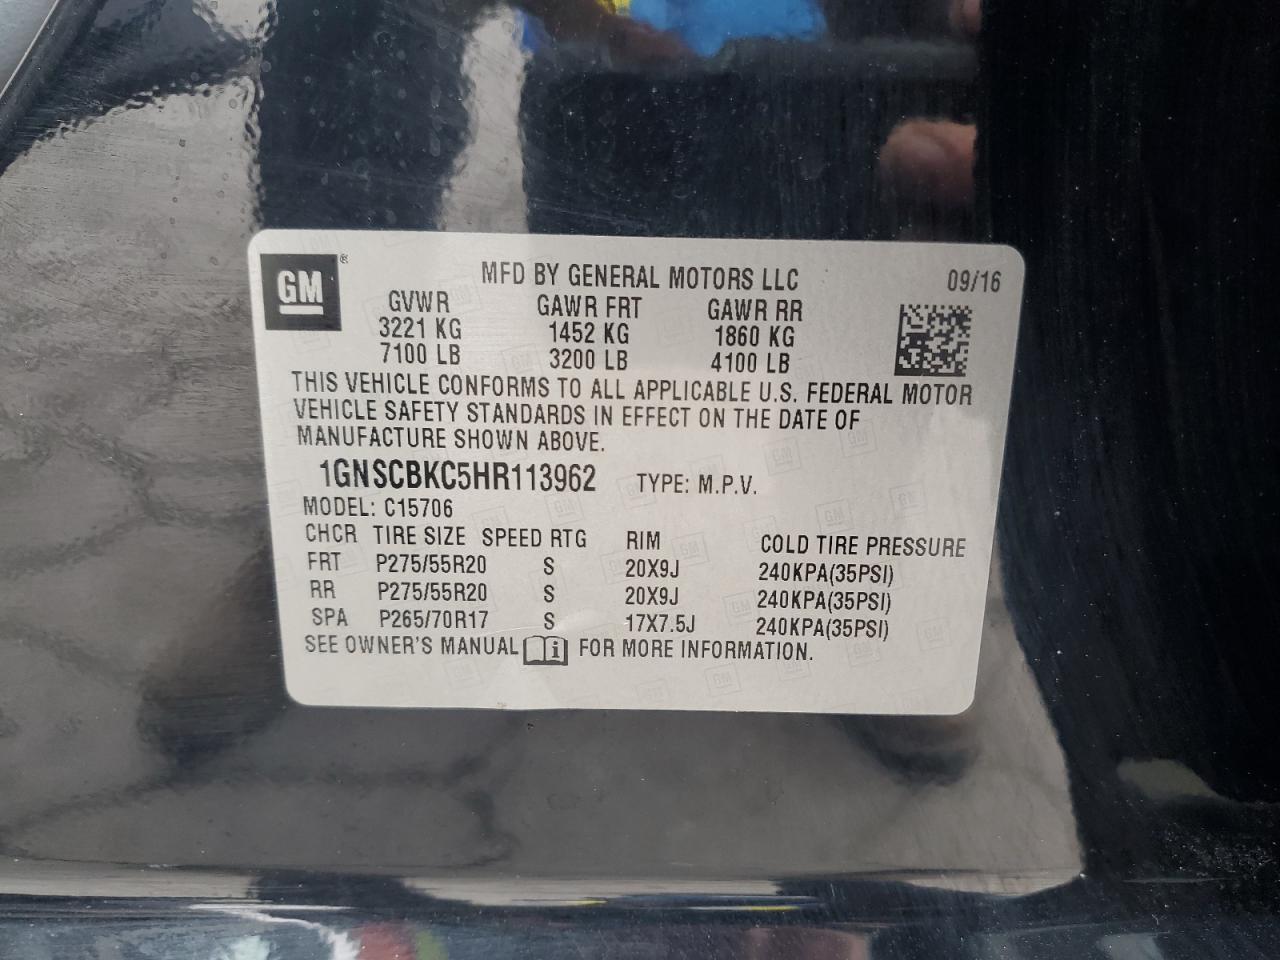 GM®
MFD BY GENERAL MOTORS LLC 09/16
GVWR GAWR FRT GAWR RR
3221 KG 1452 KG 1860 KG
7100 LB 3200 LB 4100 LB
THIS VEHICLE CONFORMS TO ALL APPLICABLE U.S. FEDERAL MOTOR
VEHICLE SAFETY STANDARDS IN EFFECT ON THE DATE OF
MANUFACTURE SHOWN ABOVE.
1GNSCBKC5HR113962 TYPE: M.P.V.
MODEL: C15706
CHCR TIRE SIZE SPEED RTG RIM COLD TIRE PRESSURE
FRT P275/55R20 S 20X9J 240KPA(35PSI)
RR P275/55R20 S 20X9J 240KPA(35PSI)
SPA P265/70R17 S 17X7.5J 240KPA(35PSI)
SEE OWNER'S MANUAL i FOR MORE INFORMATION.